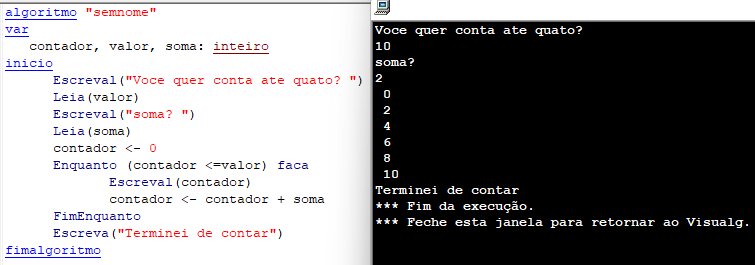 algoritmo "semnome"
var
contador, valor, soma: inteiro
inicio
Escreval("Voce quer conta ate quato? ")
Leia(valor)
Escreval("soma? ")
Leia(soma)
contador <- 0
Enquanto (contador <=valor) faca
Escreval(contador)
contador <- contador + soma
FimEnquanto
Escreva("Terminei de contar")
fimalgoritmo
Voce quer conta ate quato?
10
soma?
2
0
2
4
6
8
10
Terminei de contar
*** Fim da execução.
*** Feche esta janela para retornar ao Visualg.